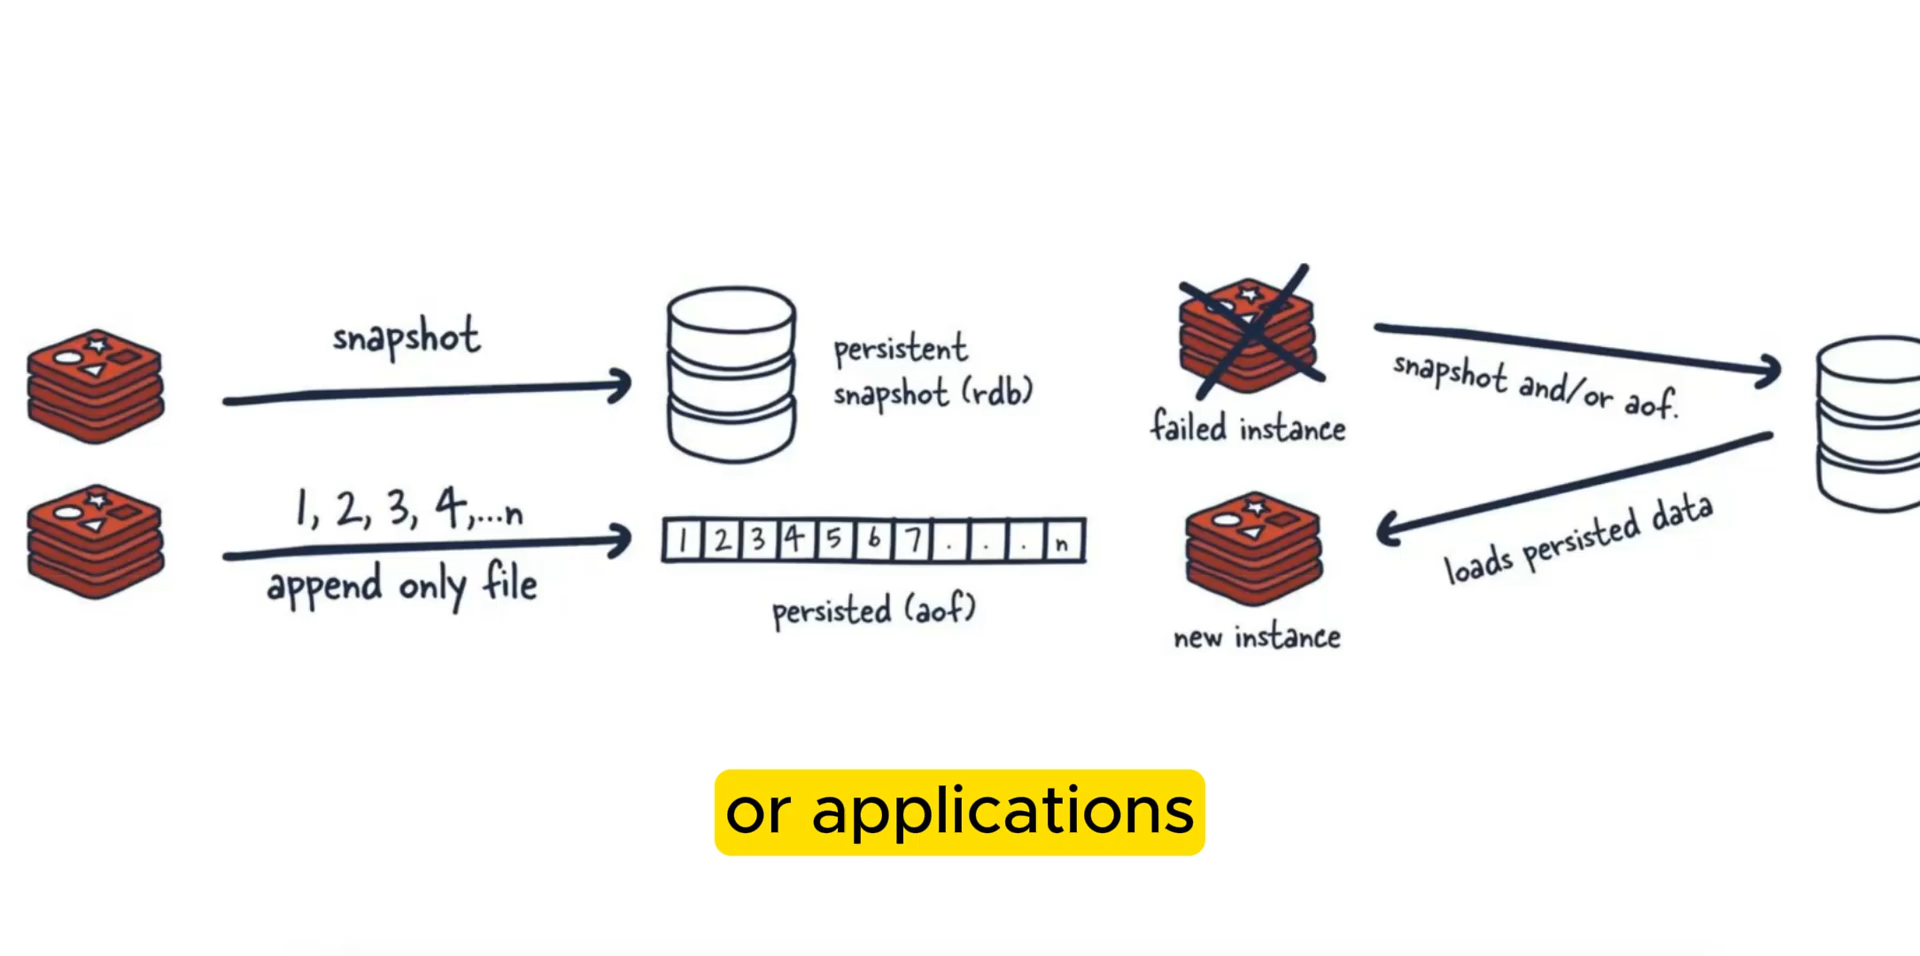 snapshot
persistent
snapshot (rdb)
1, 2, 3, 4,...n
append only file
1 2 3 4 5 6 7 . . . n
persisted (aof)
failed instance
snapshot and/or aof.
loads persisted data
new instance
or applications